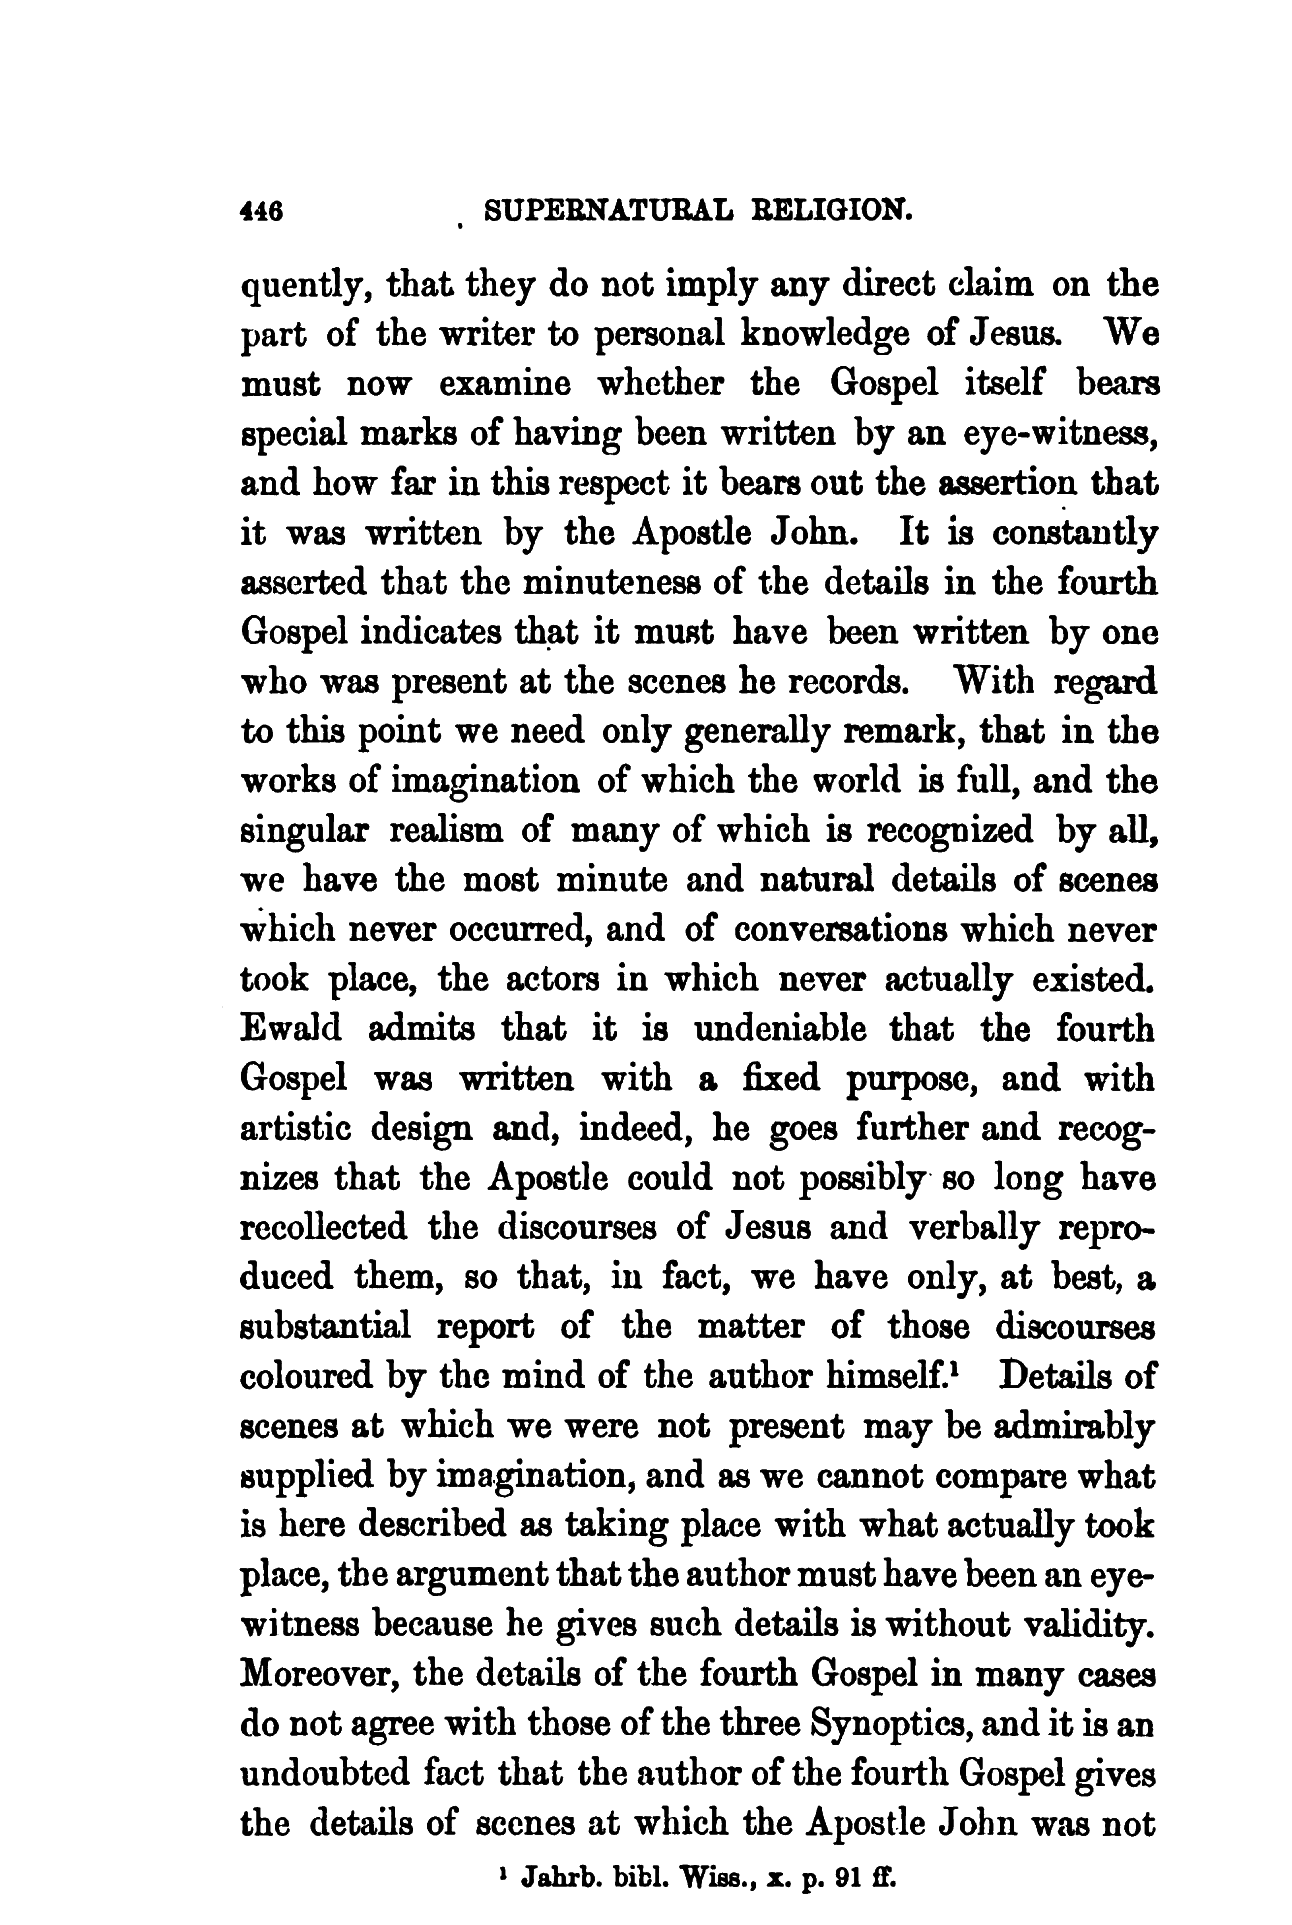 446 SUPERNATURAL RELIGION.
quently, that they do not imply any direct claim on the
part of the writer to personal knowledge of Jesus. We
must now examine whether the Gospel itself bears
special marks of having been written by an eye-witness,
and how far in this respect it bears out the assertion that
it was written by the Apostle John. It is constantly
asserted that the minuteness of the details in the fourth
Gospel indicates that it must have been written by one
who was present at the scenes he records. With regard
to this point we need only generally remark, that in the
works of imagination of which the world is full, and the
singular realism of many of which is recognized by all,
we have the most minute and natural details of scenes
which never occurred, and of conversations which never
took place, the actors in which never actually existed.
Ewald admits that it is undeniable that the fourth
Gospel was written with a fixed purpose, and with
artistic design and, indeed, he goes further and recog-
nizes that the Apostle could not possibly so long have
recollected the discourses of Jesus and verbally repro-
duced them, so that, in fact, we have only, at best, a
substantial report of the matter of those discourses
coloured by the mind of the author himself.¹ Details of
scenes at which we were not present may be admirably
supplied by imagination, and as we cannot compare what
is here described as taking place with what actually took
place, the argument that the author must have been an eye-
witness because he gives such details is without validity.
Moreover, the details of the fourth Gospel in many cases
do not agree with those of the three Synoptics, and it is an
undoubted fact that the author of the fourth Gospel gives
the details of scenes at which the Apostle John was not
¹ Jahrb. bibl. Wiss., x. p. 91 ff.